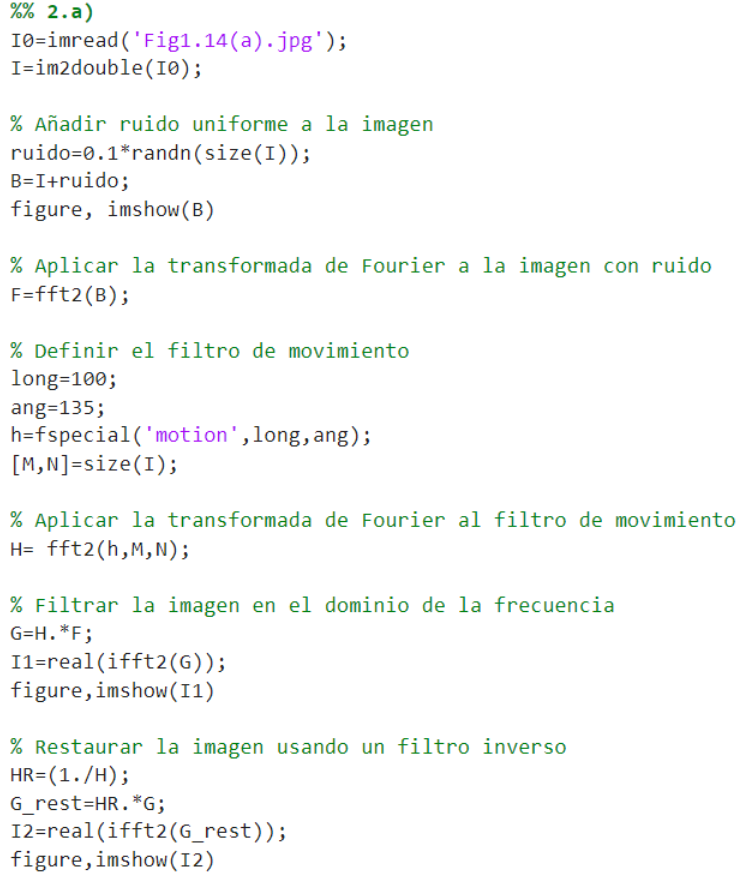 %% 2.a)
I0=imread('Fig1.14(a).jpg');
I=im2double(I0);
% Añadir ruido uniforme a la imagen
ruido=0.1*randn(size(I));
B=I+ruido;
figure, imshow(B)
% Aplicar la transformada de Fourier a la imagen con ruido
F=fft2(B);
% Definir el filtro de movimiento
long=100;
ang=135;
h=fspecial('motion',long,ang);
[M,N]=size(I);
% Aplicar la transformada de Fourier al filtro de movimiento
H= fft2(h,M,N);
% Filtrar la imagen en el dominio de la frecuencia
G=H.*F;
I1=real(ifft2(G));
figure,imshow(I1)
% Restaurar la imagen usando un filtro inverso
HR=(1./H);
G_rest=HR.*G;
I2=real(ifft2(G_rest));
figure,imshow(I2)